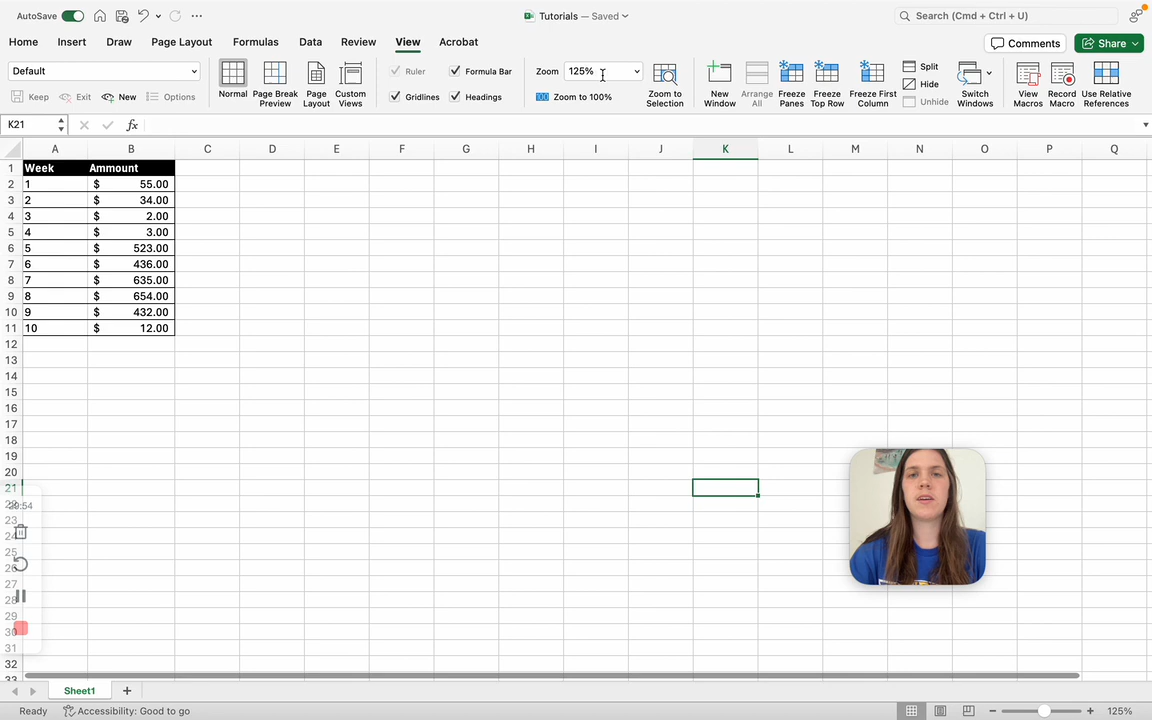 AutoSave
Tutorials — Saved
Search (Cmd + Ctrl + U)
Home Insert Draw Page Layout Formulas Data Review View Acrobat
Comments
Share
Default
Keep Exit New Options
Normal
Page Break Preview
Page Layout
Custom Views
Ruler
Formula Bar
Gridlines
Headings
Zoom 125%
100 Zoom to 100%
Zoom to Selection
New Window
Arrange All
Freeze Panes
Freeze Top Row
Freeze First Column
Split
Hide
Unhide
Switch Windows
View Macros
Record Macro
Use Relative References
K21
fx
A B C D E F G H I J K L M N O P Q
1 Week Ammount
2 1 $ 55.00
3 2 $ 34.00
4 3 $ 2.00
5 4 $ 3.00
6 5 $ 523.00
7 6 $ 436.00
8 7 $ 635.00
9 8 $ 654.00
10 9 $ 432.00
11 10 $ 12.00
12
13
14
15
16
17
18
19
20
21
23
24
25
26
27
28
29
30
31
32
33
Sheet1
Ready
Accessibility: Good to go
125%